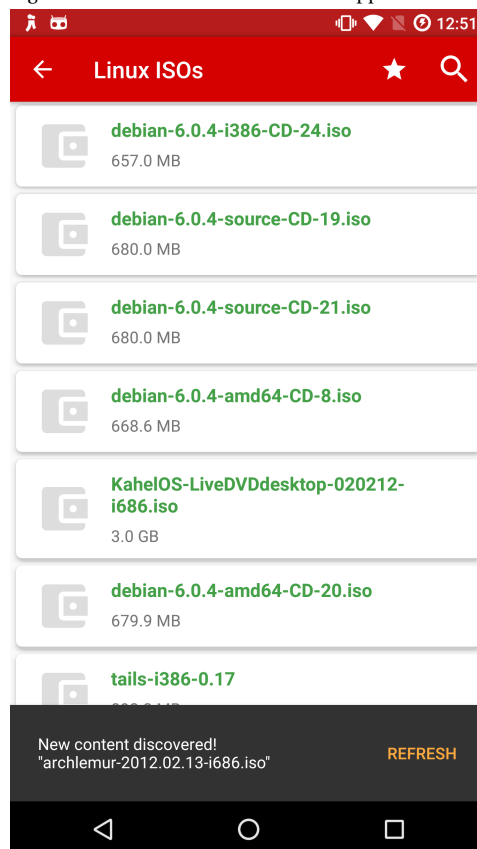 12:51
Linux ISOs
debian-6.0.4-i386-CD-24.iso
657.0 MB
debian-6.0.4-source-CD-19.iso
680.0 MB
debian-6.0.4-source-CD-21.iso
680.0 MB
debian-6.0.4-amd64-CD-8.iso
668.6 MB
KahelOS-LiveDVDdesktop-020212-
i686.iso
3.0 GB
debian-6.0.4-amd64-CD-20.iso
679.9 MB
tails-i386-0.17
New content discovered!
"archlemur-2012.02.13-i686.iso"
REFRESH